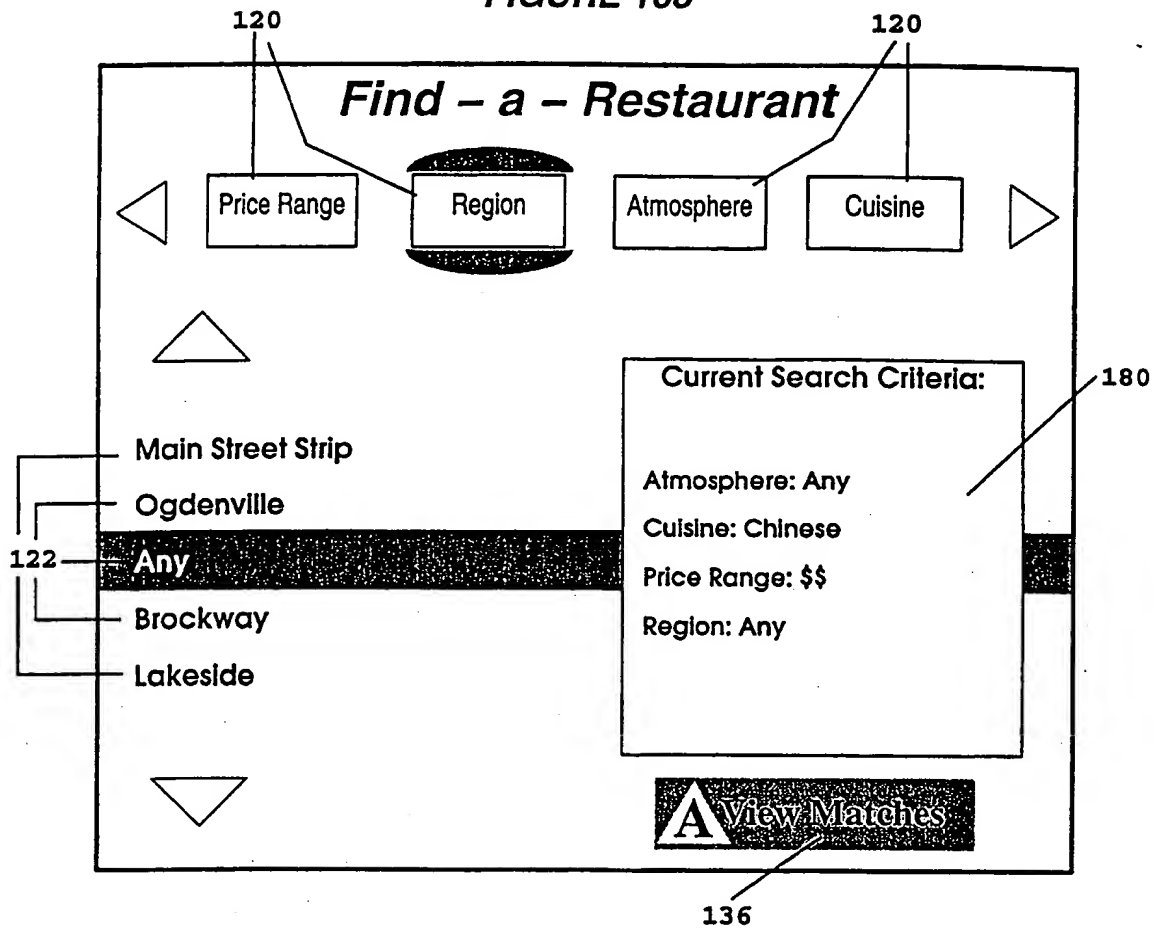 120 120
Find – a – Restaurant
Price Range Region Atmosphere Cuisine
Current Search Criteria:
180
Main Street Strip
Atmosphere: Any
Ogdenville
Cuisine: Chinese
122 Any
Price Range: $$
Brockway
Region: Any
Lakeside
A View Matches
136